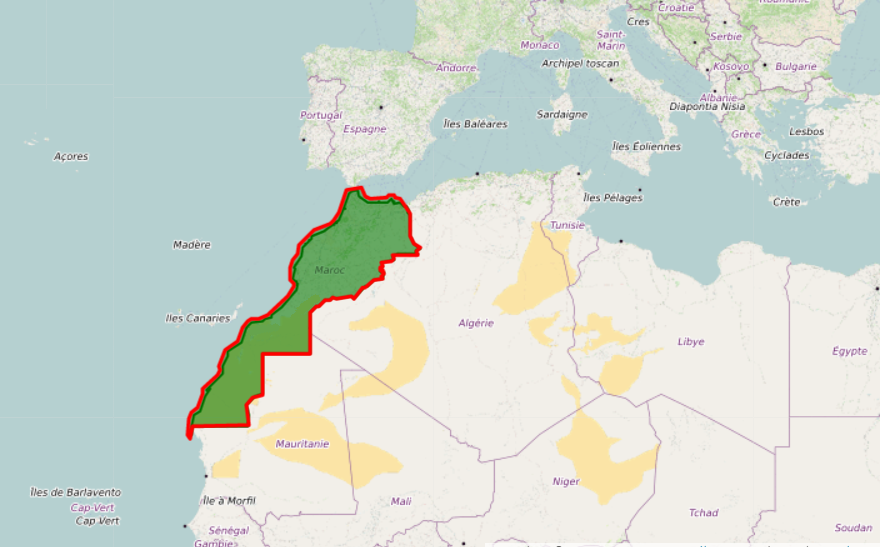 Roumanie
Croatie
Cres
Saint-
Marin
Serbie
Monaco
Archipel toscan
Kosovo
Bulgarie
Andorre
Albanie
Diapontia Nisia
Portugal
Espagne
Îles Baléares
Sardaigne
Grèce
Lesbos
Îles Éoliennes
Cyclades
Açores
Îles Pélages
Crète
Tunisie
Madère
Maroc
Iles Canaries
Algérie
Libye
Égypte
Mauritanie
Niger
Îles de Barlavento
Cap-Vert
Cap Vert
Île à Morfil
Mali
Tchad
Sénégal
Soudan
Gambie